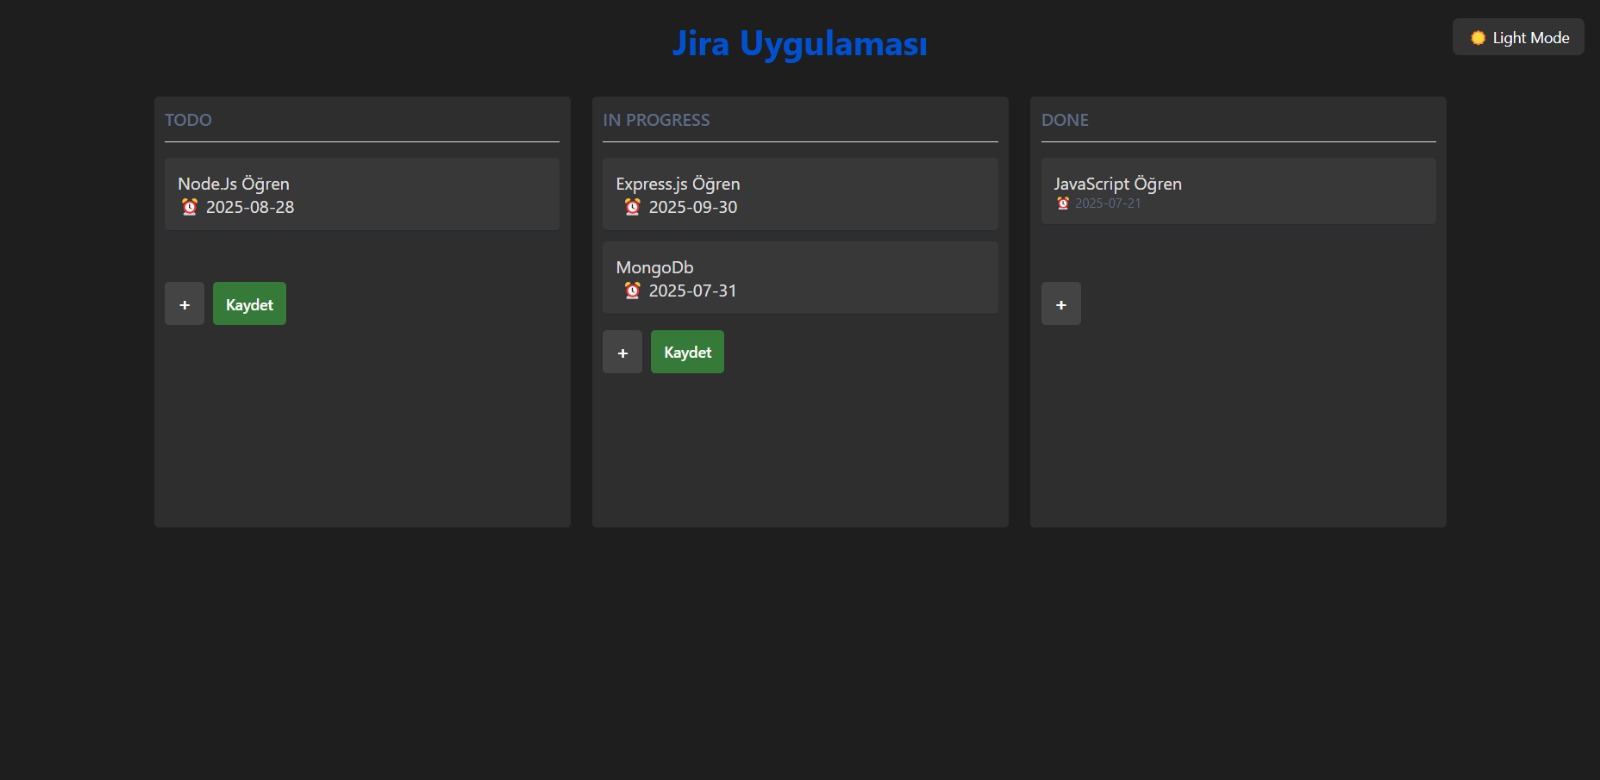 Jira Uygulaması
☀️ Light Mode
TODO
Node.Js Öğren
⏰ 2025-08-28
+ Kaydet
IN PROGRESS
Express.js Öğren
⏰ 2025-09-30
MongoDb
⏰ 2025-07-31
+ Kaydet
DONE
JavaScript Öğren
⏰ 2025-07-21
+